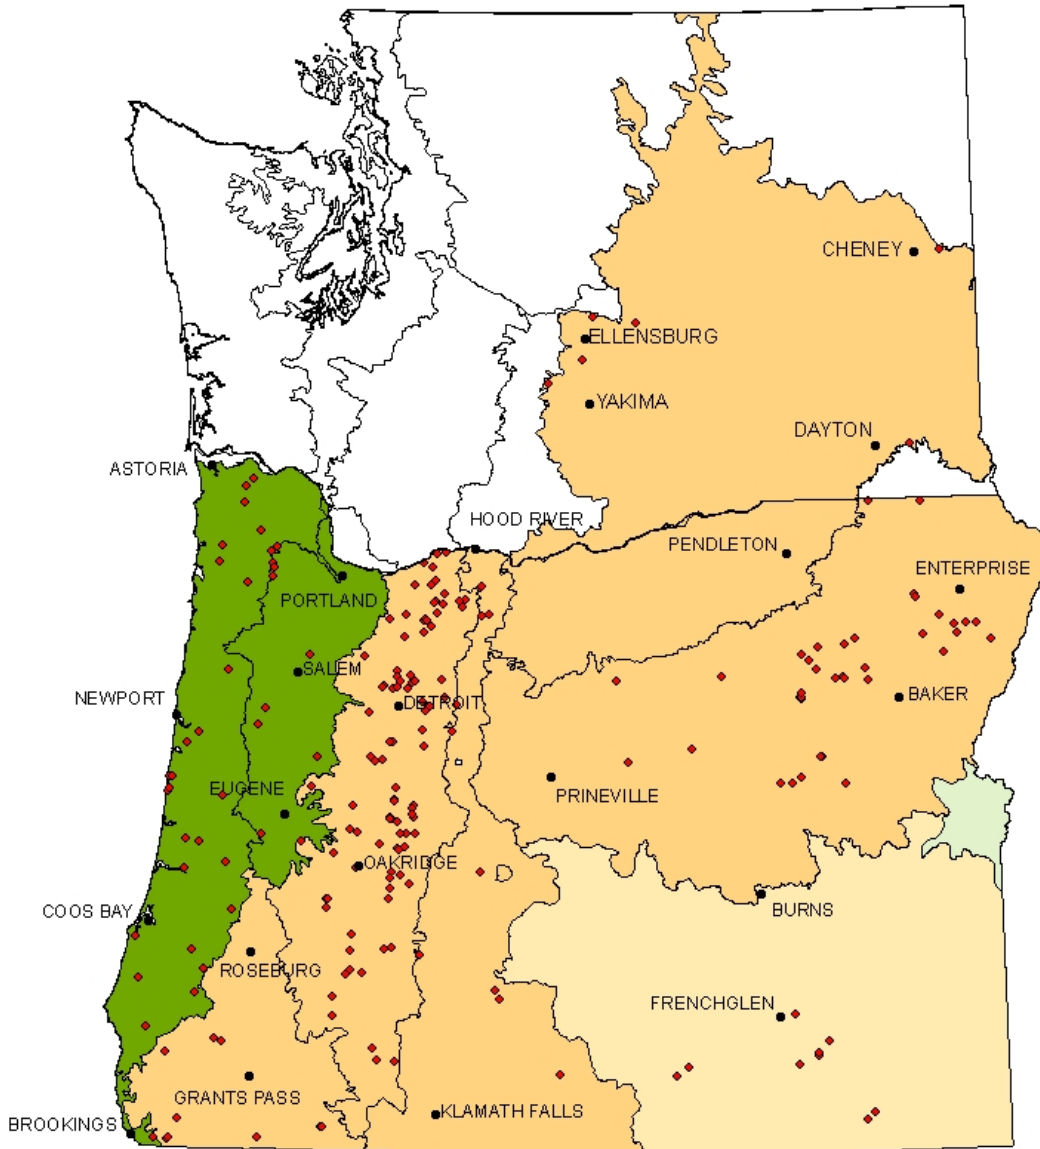 CHENEY
ELLENSBURG
YAKIMA
DAYTON
ASTORIA
HOOD RIVER
PENDLETON
ENTERPRISE
PORTLAND
SALEM
NEWPORT
DETROIT
BAKER
PRINEVILLE
EUGENE
OAKRIDGE
BURNS
COOS BAY
ROSEBURG
FRENCHGLEN
GRANTS PASS
KLAMATH FALLS
BROOKINGS